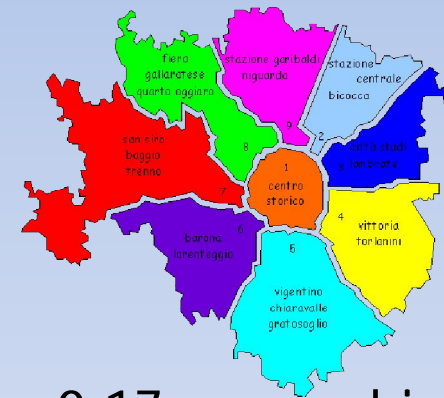 fiera
gallaratese
quarto oggiaro
8
stazione garibaldi
niguarda
9
stazione
centrale
bicocca
2
città studi
3 lambrate
san siro
baggio
trenno
7
1
centro
storico
4
vittoria
forlanini
6
barona
lorenteggio
5
vigentino
chiaravalle
gratosoglio